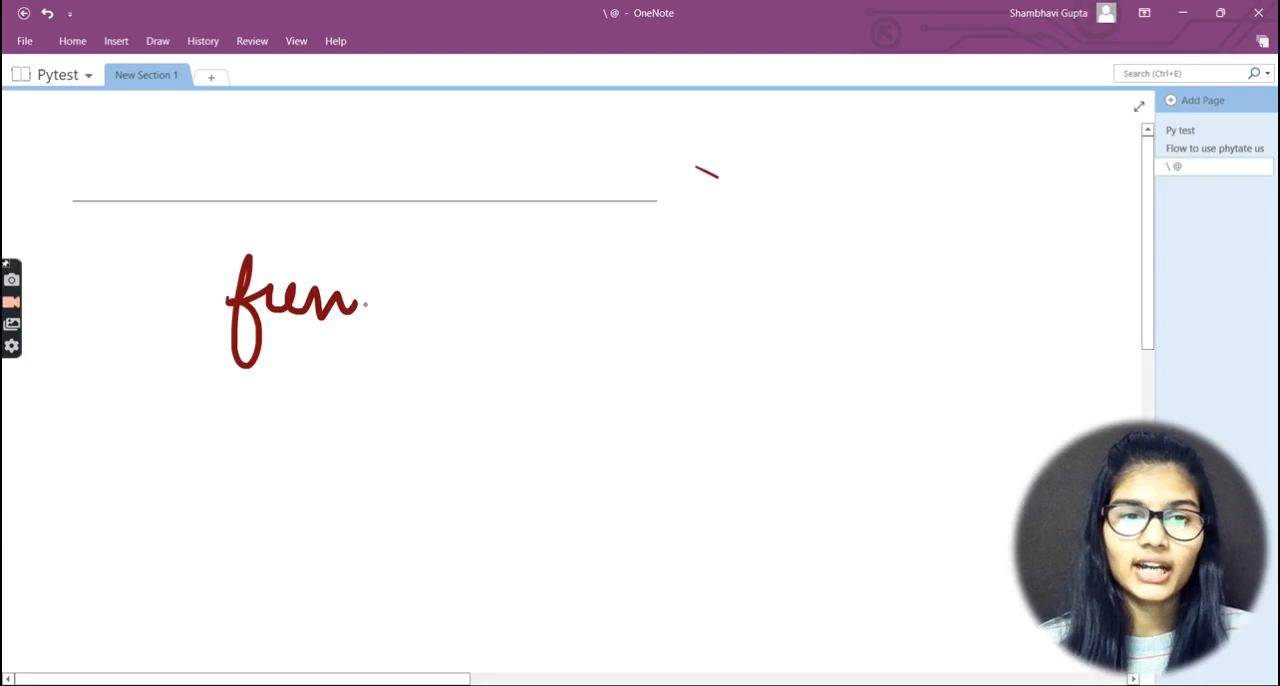 \ @ - OneNote
Shambhavi Gupta
File Home Insert Draw History Review View Help
Pytest
New Section 1
+
Search (Ctrl+E)
Add Page
Py test
Flow to use phytate us
\ @
\
fun